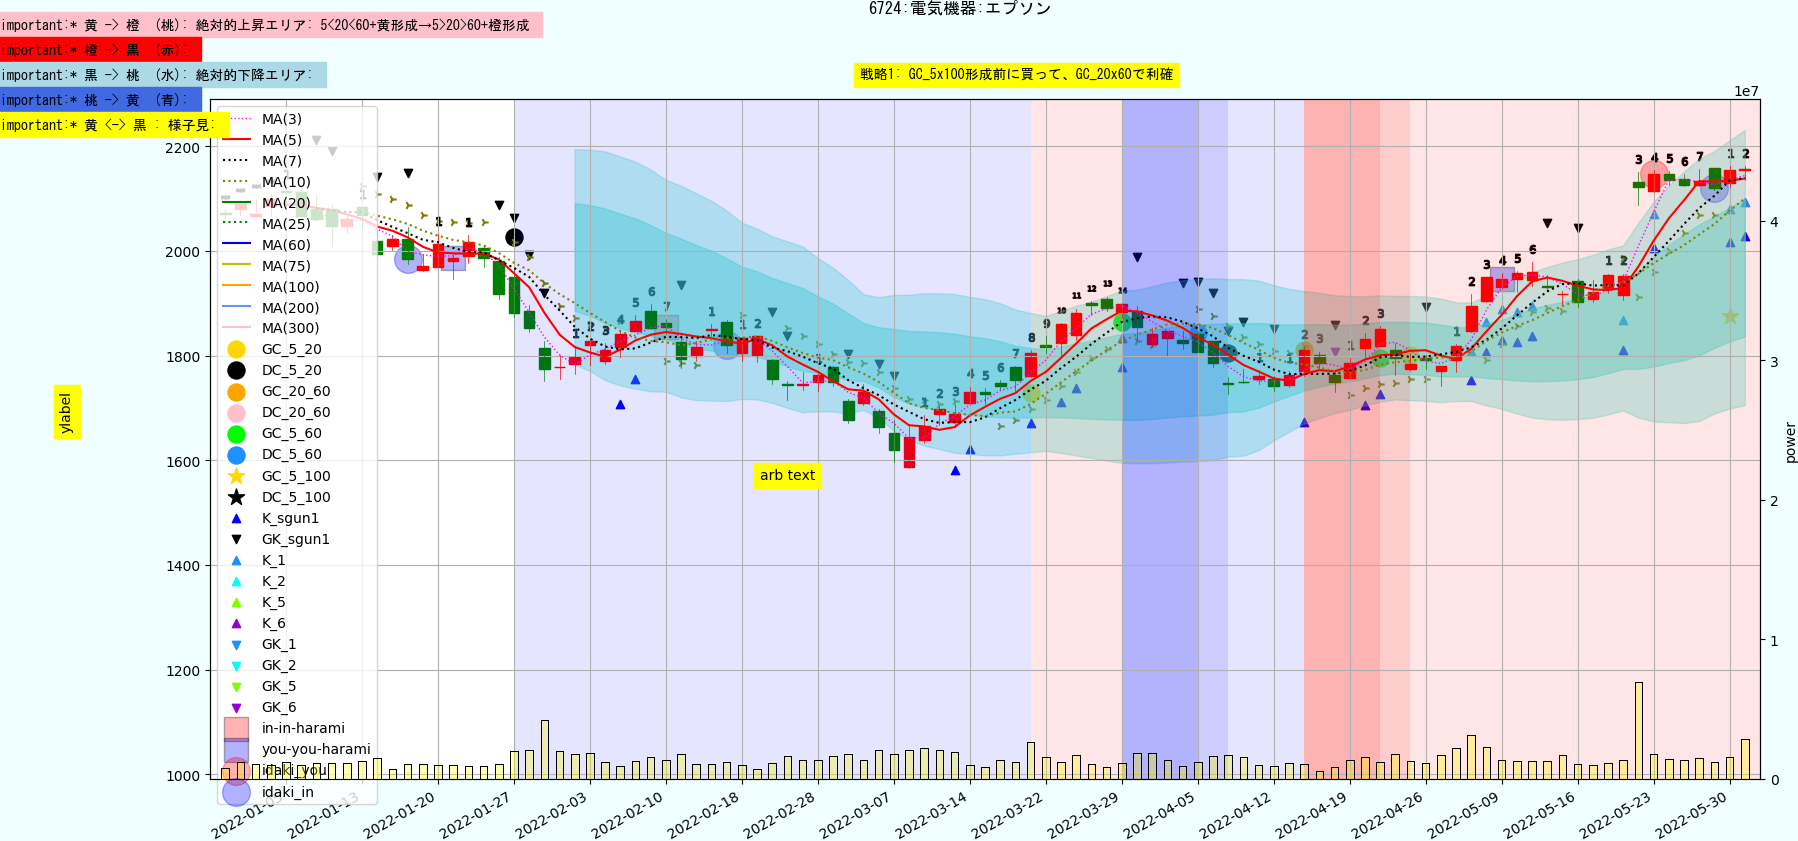 6724:電気機器:エプソン
important:* 黄 -> 橙 (桃): 絶対的上昇エリア: 5<20<60+黄形成→5>20>60+橙形成
important:* 橙 -> 黒 (赤):
important:* 黒 -> 桃 (水): 絶対的下降エリア:
戦略1: GC_5x100形成前に買って、GC_20x60で利確
important:* 桃 -> 黄 (青):
important:* 黄 <-> 黒 : 様子見:
1e7
MA(3)
MA(5)
MA(7)
MA(10)
MA(20)
MA(25)
MA(60)
MA(75)
MA(100)
MA(200)
MA(300)
GC_5_20
DC_5_20
GC_20_60
DC_20_60
GC_5_60
DC_5_60
GC_5_100
DC_5_100
K_sgun1
GK_sgun1
K_1
K_2
K_5
K_6
GK_1
GK_2
GK_5
GK_6
in-in-harami
you-you-harami
idaki_you
idaki_in
2200
2000
1800
1600
1400
1200
1000
ylabel
arb text
4
3
2
1
0
power
2022-01-05
2022-01-13
2022-01-20
2022-01-27
2022-02-03
2022-02-10
2022-02-18
2022-02-28
2022-03-07
2022-03-14
2022-03-22
2022-03-29
2022-04-05
2022-04-12
2022-04-19
2022-04-26
2022-05-09
2022-05-16
2022-05-23
2022-05-30